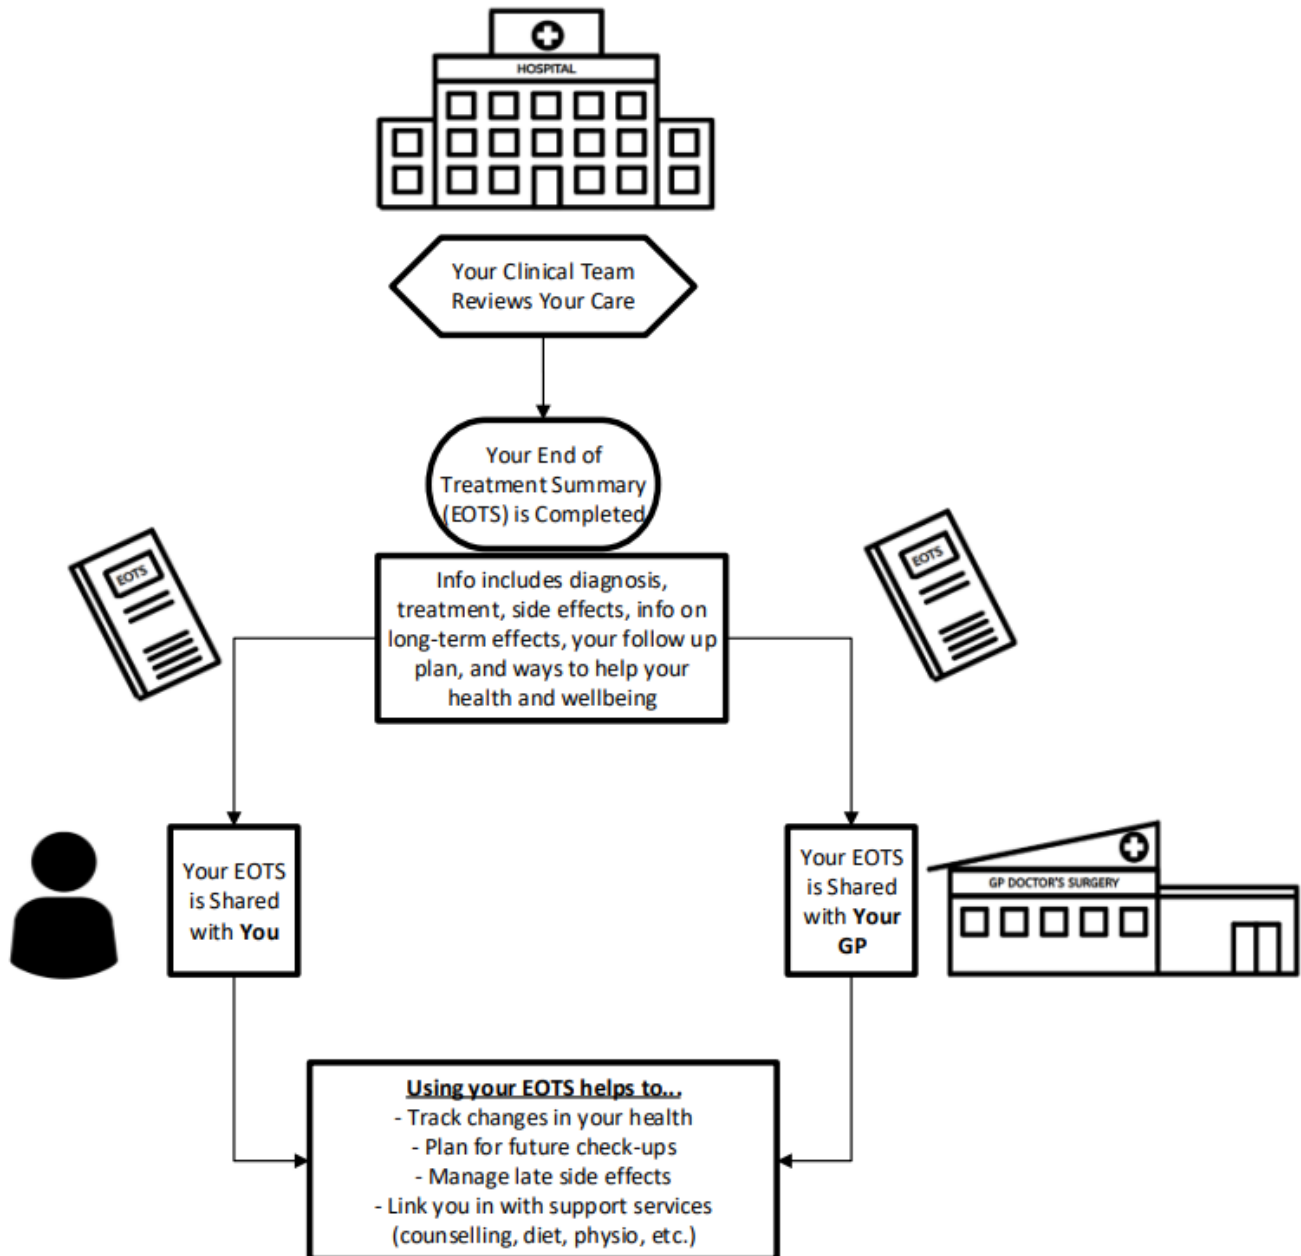 HOSPITAL
Your Clinical Team
Reviews Your Care
Your End of
Treatment Summary
(EOTS) is Completed
EOTS
EOTS
Info includes diagnosis,
treatment, side effects, info on
long-term effects, your follow up
plan, and ways to help your
health and wellbeing
Your EOTS
is Shared
with You
Your EOTS
is Shared
with Your
GP
GP DOCTOR'S SURGERY
Using your EOTS helps to...
- Track changes in your health
- Plan for future check-ups
- Manage late side effects
- Link you in with support services
(counselling, diet, physio, etc.)